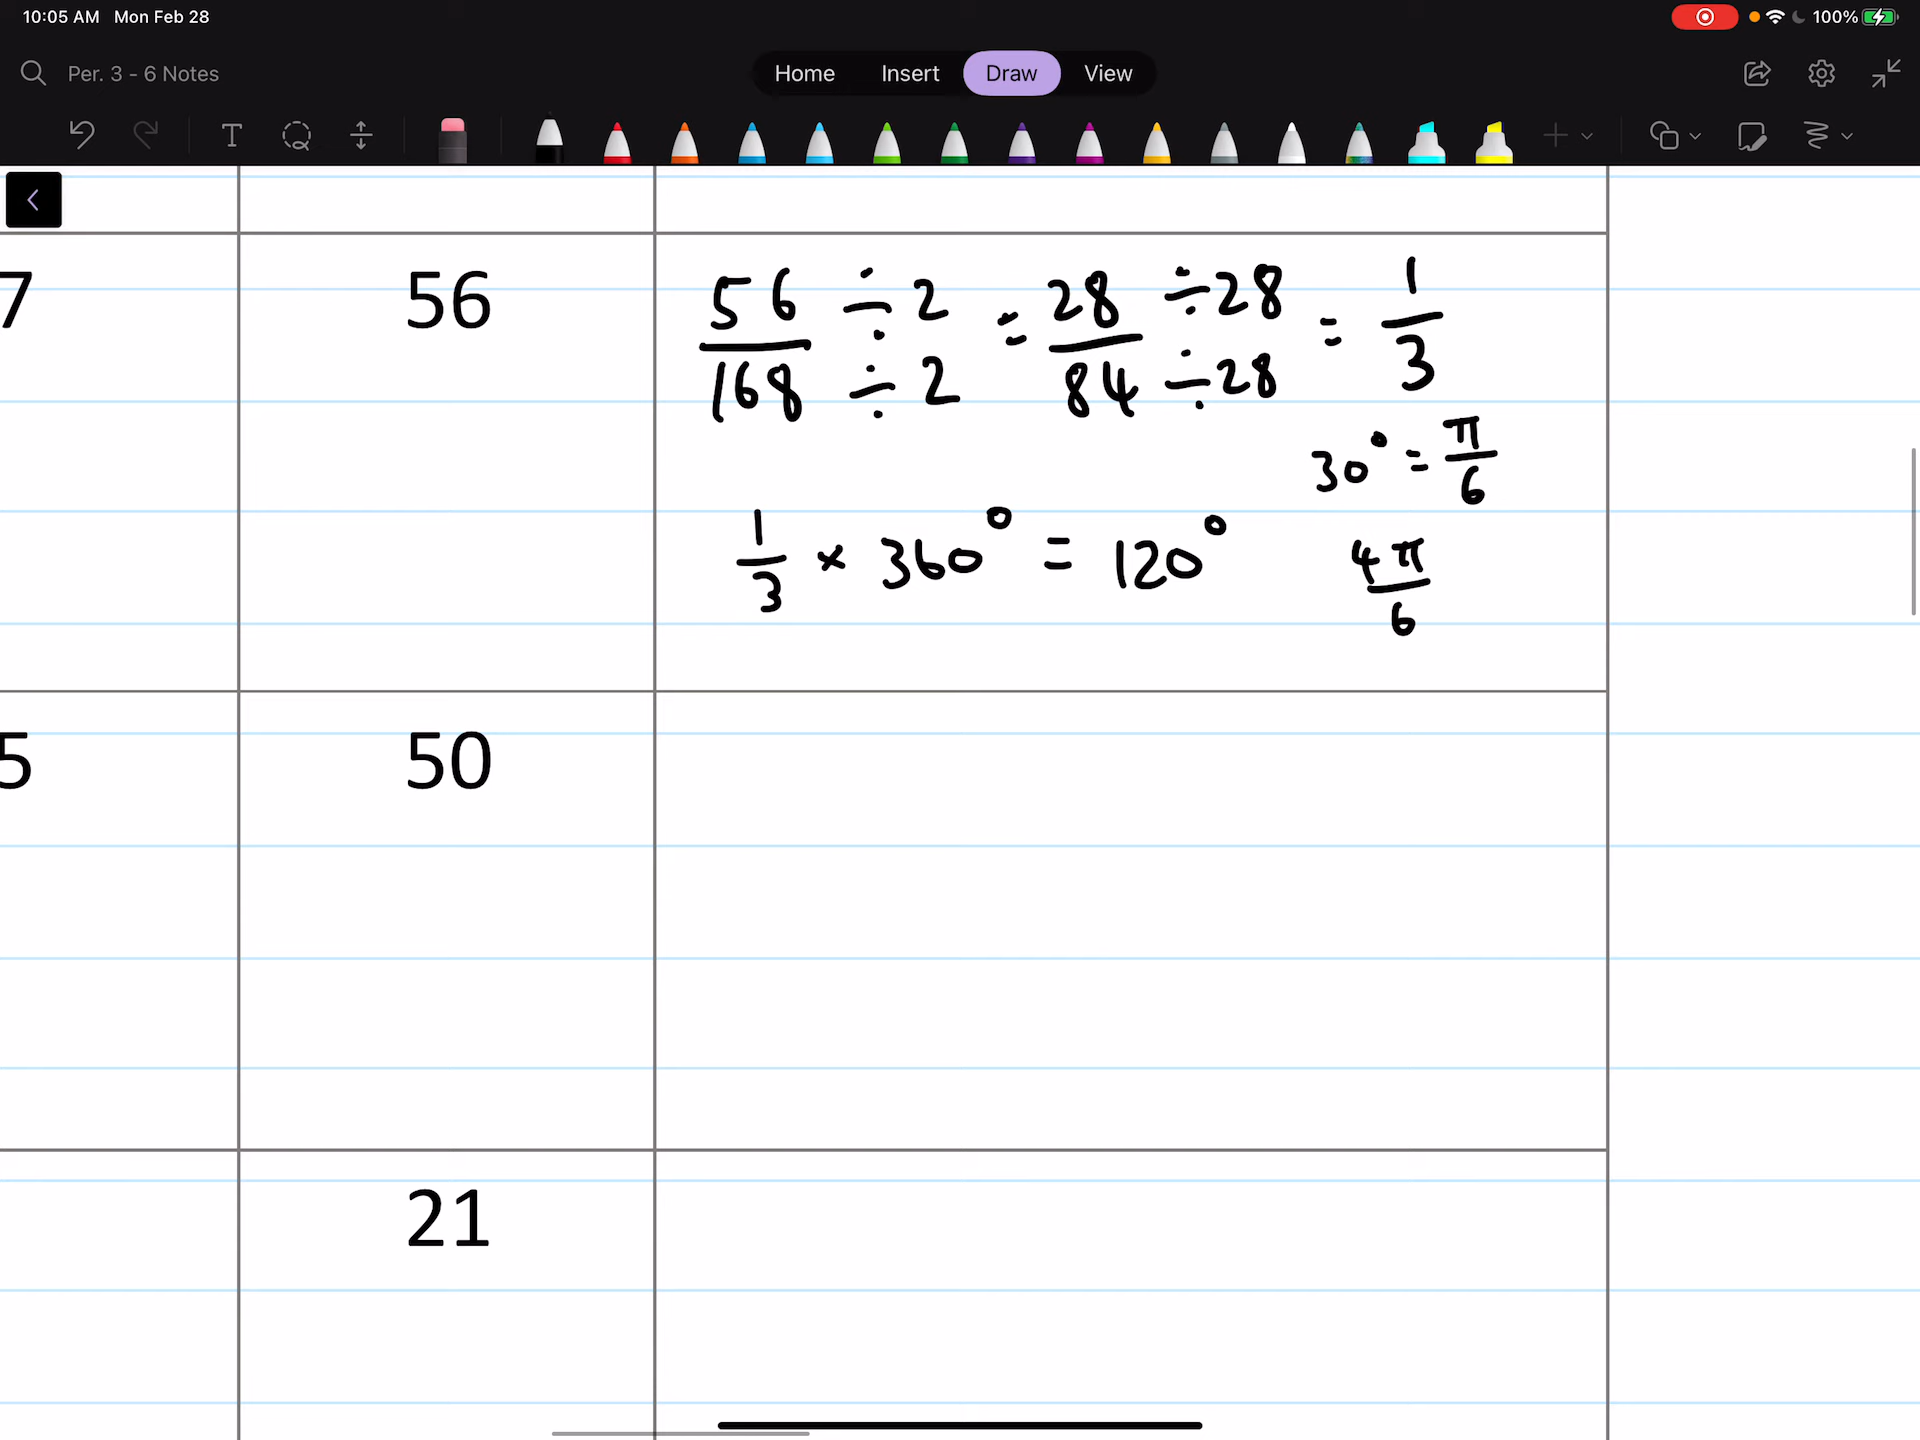 10:05 AM Mon Feb 28
100%
Per. 3 - 6 Notes
Home Insert Draw View
T
7
56
56/168 ÷2/÷2 = 28/84 ÷28/÷28 = 1/3
30° = π/6
1/3 × 360° = 120°
4π/6
5
50
21